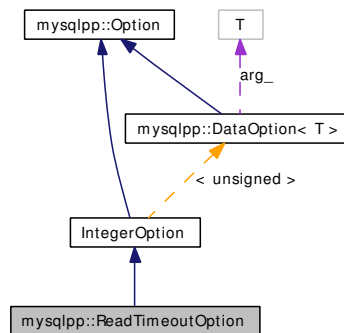 mysqlpp::Option
T
arg_
mysqlpp::DataOption< T >
< unsigned >
IntegerOption
mysqlpp::ReadTimeoutOption